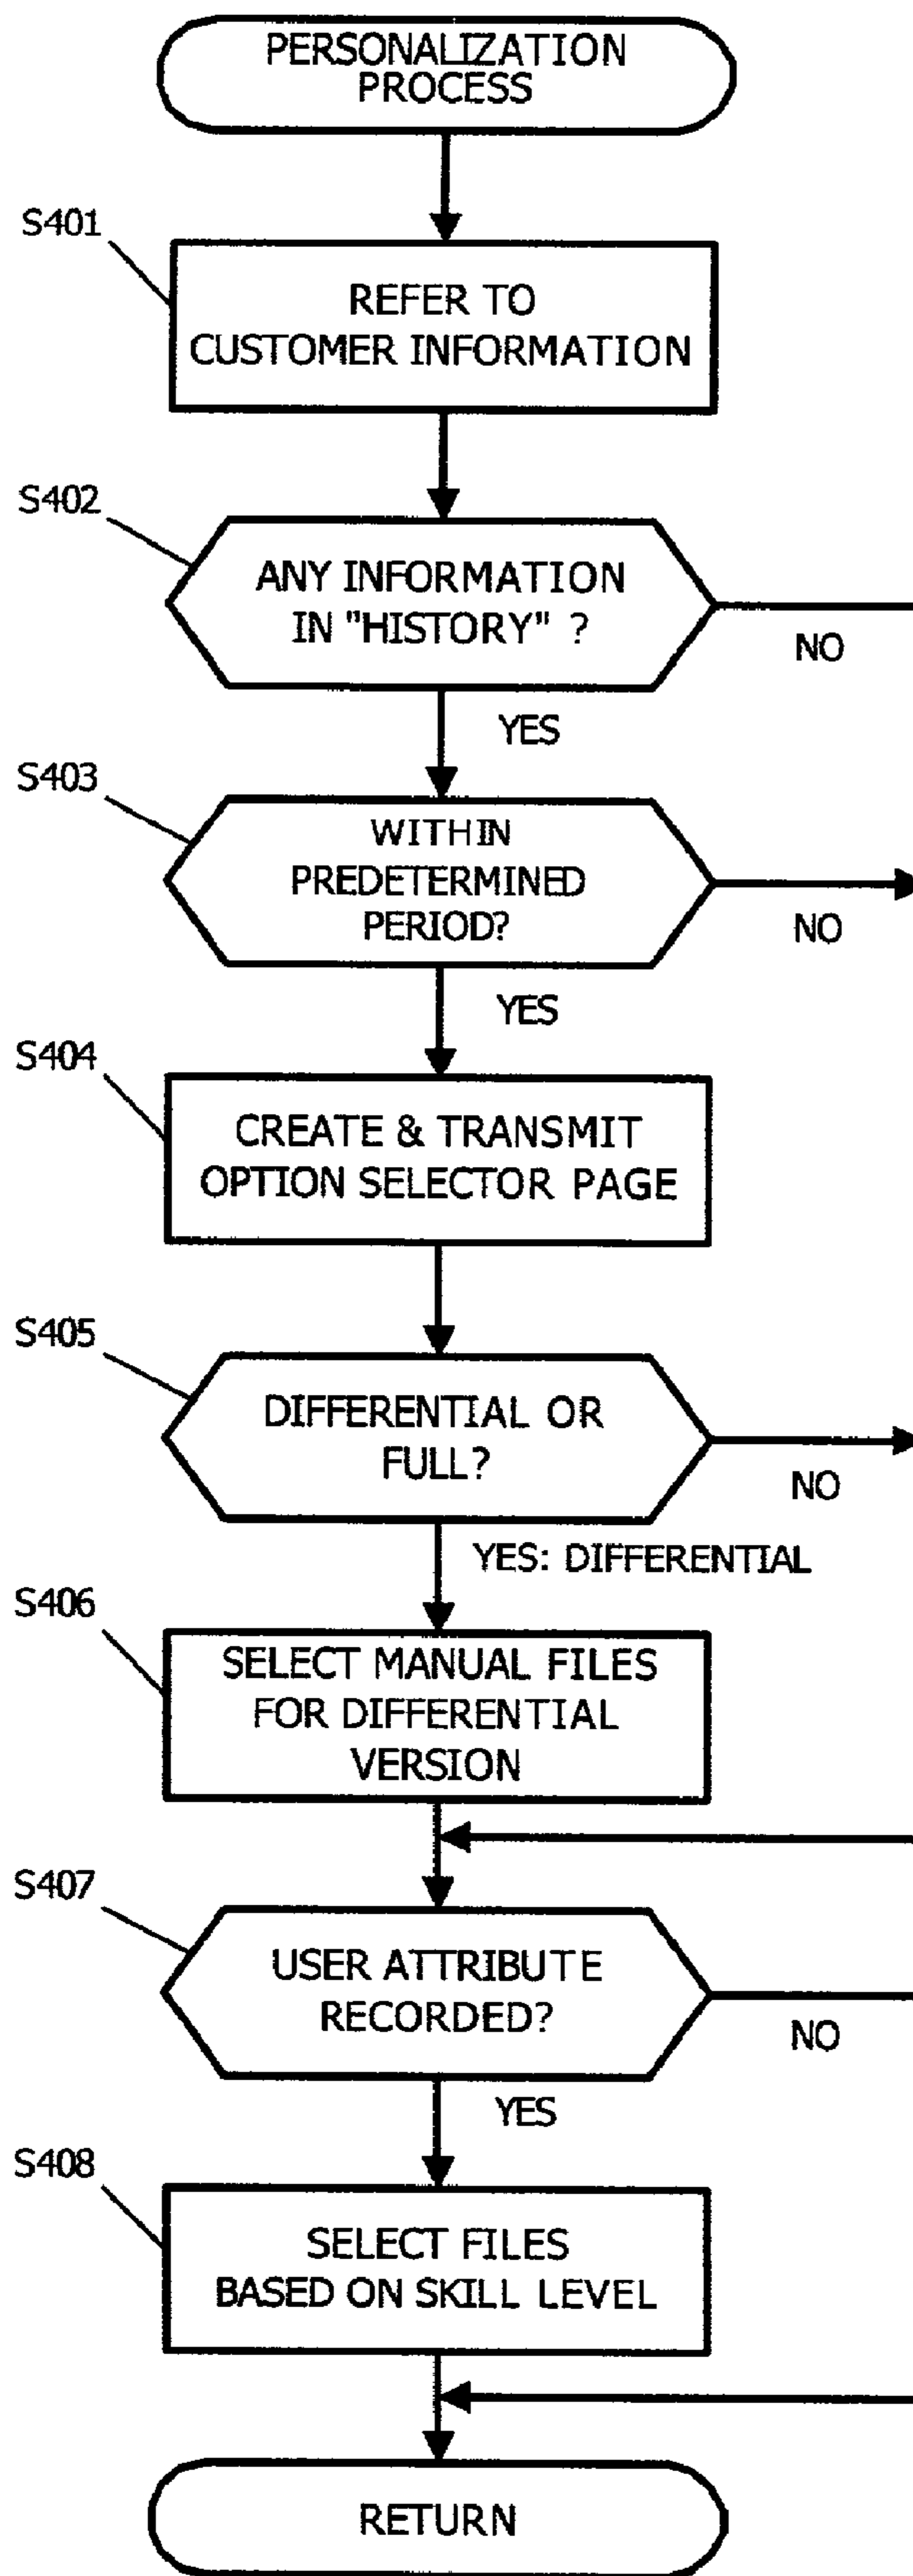 PERSONALIZATION
PROCESS
S401
REFER TO
CUSTOMER INFORMATION
S402
ANY INFORMATION
IN "HISTORY" ?
NO
YES
S403
WITHIN
PREDETERMINED
PERIOD?
NO
YES
S404
CREATE & TRANSMIT
OPTION SELECTOR PAGE
S405
DIFFERENTIAL OR
FULL?
NO
YES: DIFFERENTIAL
S406
SELECT MANUAL FILES
FOR DIFFERENTIAL
VERSION
S407
USER ATTRIBUTE
RECORDED?
NO
YES
S408
SELECT FILES
BASED ON SKILL LEVEL
RETURN